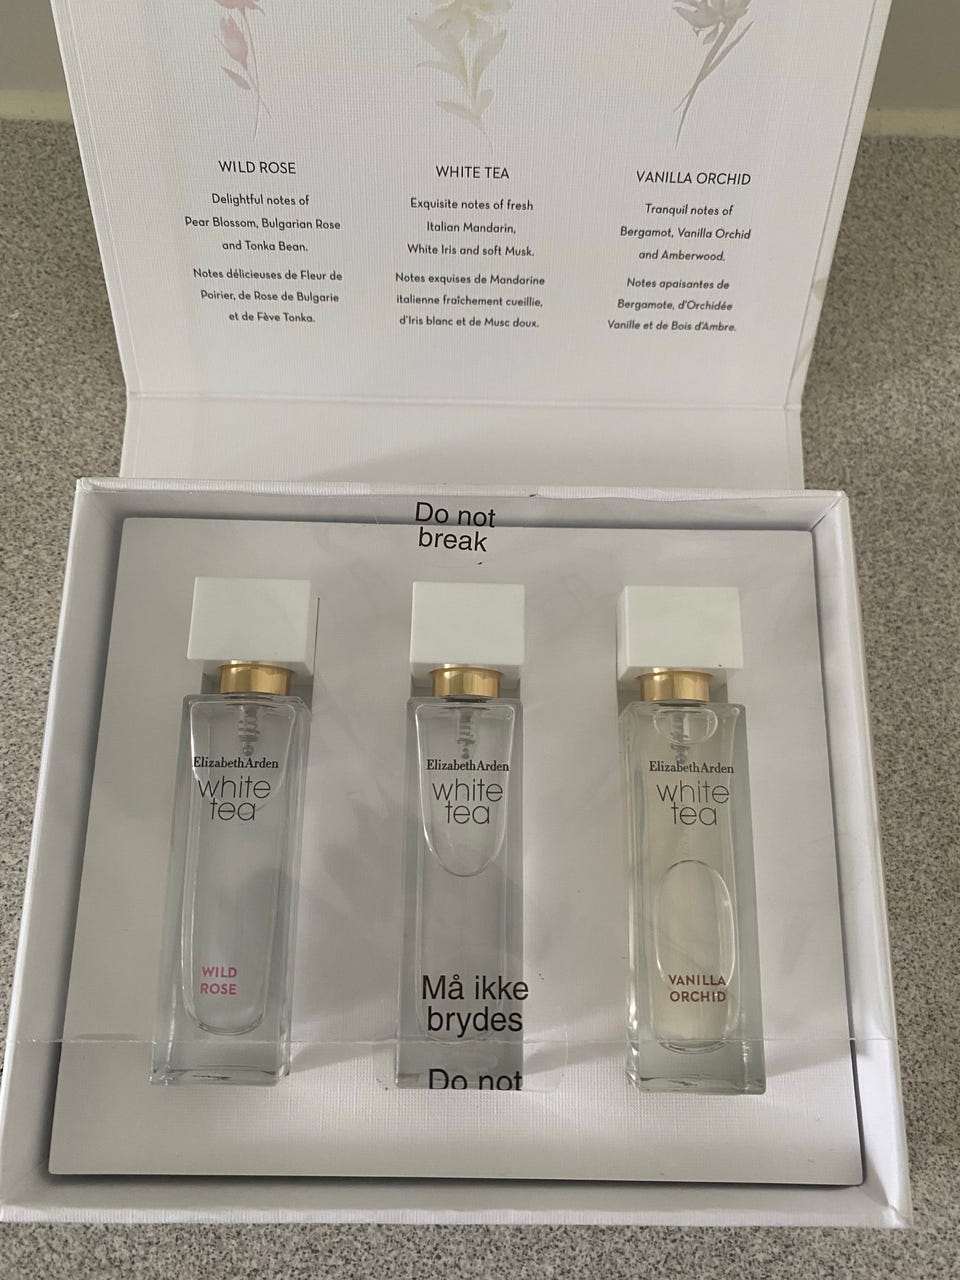 WILD ROSE
Delightful notes of
Pear Blossom, Bulgarian Rose
and Tonka Bean.
Notes délicieuses de Fleur de
Poirier, de Rose de Bulgarie
et de Fève Tonka.
WHITE TEA
Exquisite notes of fresh
Italian Mandarin,
White Iris and soft Musk.
Notes exquises de Mandarine
italienne fraîchement cueillie,
d'Iris blanc et de Musc doux.
VANILLA ORCHID
Tranquil notes of
Bergamot, Vanilla Orchid
and Amberwood.
Notes apaisantes de
Bergamote, d'Orchidée
Vanille et de Bois d'Ambre.
Do not
break
ElizabethArden
white
tea
WILD
ROSE
ElizabethArden
white
tea
Må ikke
brydes
Do not
ElizabethArden
white
tea
VANILLA
ORCHID